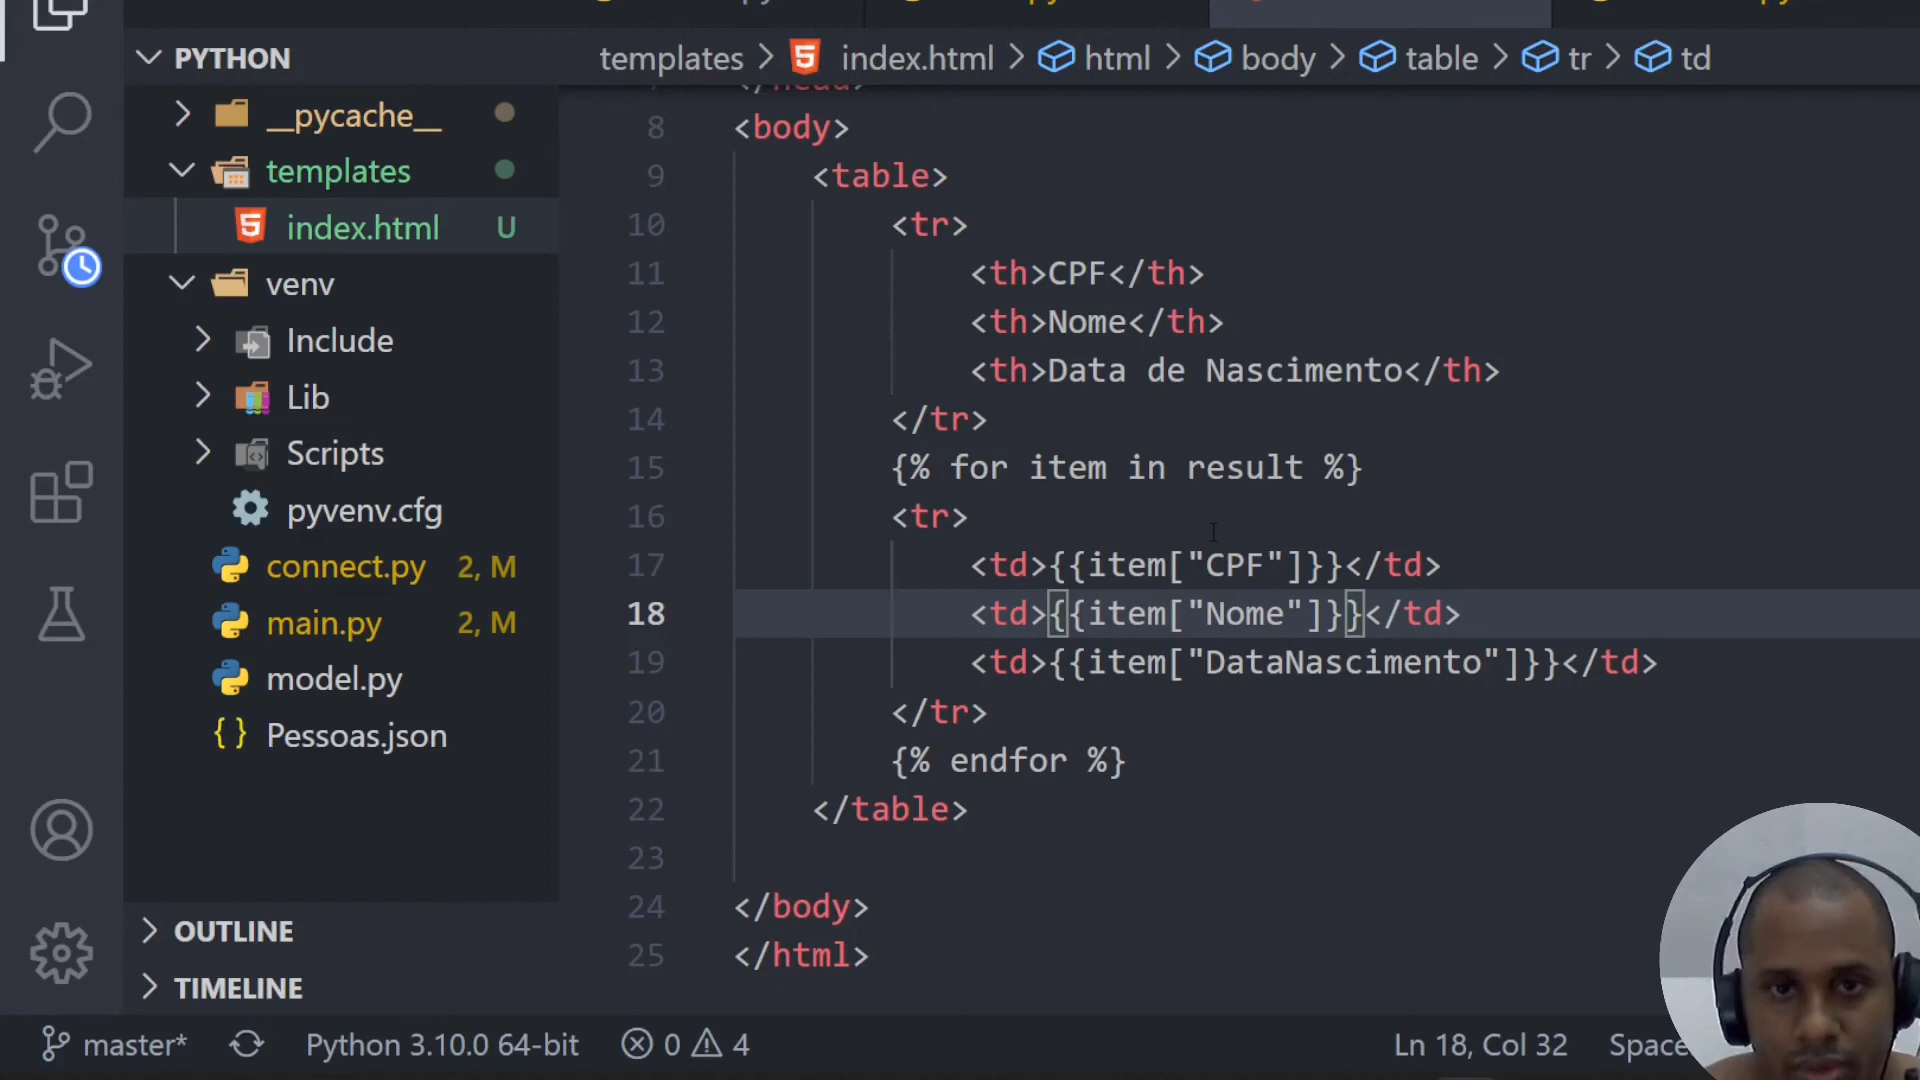 PYTHON
__pycache__
templates
index.html U
venv
Include
Lib
Scripts
pyvenv.cfg
connect.py 2, M
main.py 2, M
model.py
Pessoas.json
OUTLINE
TIMELINE
templates > index.html > html > body > table > tr > td
</head>
8 <body>
9 <table>
10 <tr>
11 <th>CPF</th>
12 <th>Nome</th>
13 <th>Data de Nascimento</th>
14 </tr>
15 {% for item in result %}
16 <tr>
17 <td>{{item["CPF"]}}</td>
18 <td>{{item["Nome"]}}</td>
19 <td>{{item["DataNascimento"]}}</td>
20 </tr>
21 {% endfor %}
22 </table>
23
24 </body>
25 </html>
master* Python 3.10.0 64-bit 0 4 Ln 18, Col 32